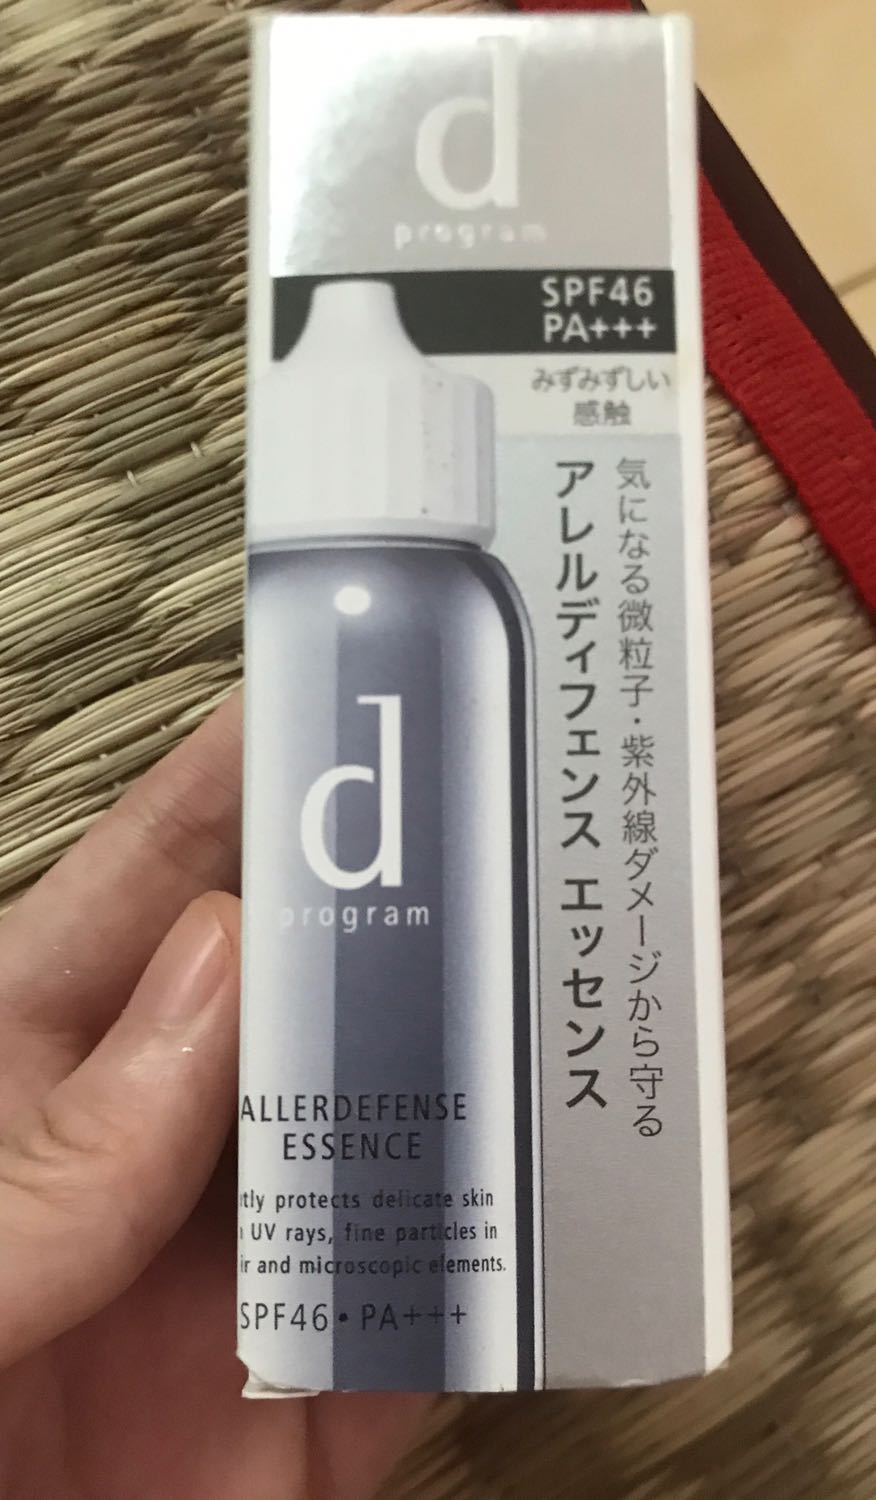 d
program
SPF46
PA+++
みずみずしい
感触
気になる微粒子・紫外線ダメージから守る
アレルディフェンス エッセンス
d
program
ALLERDEFENSE
ESSENCE
protects delicate skin
UV rays, fine particles in
and microscopic elements.
SPF46・PA+++